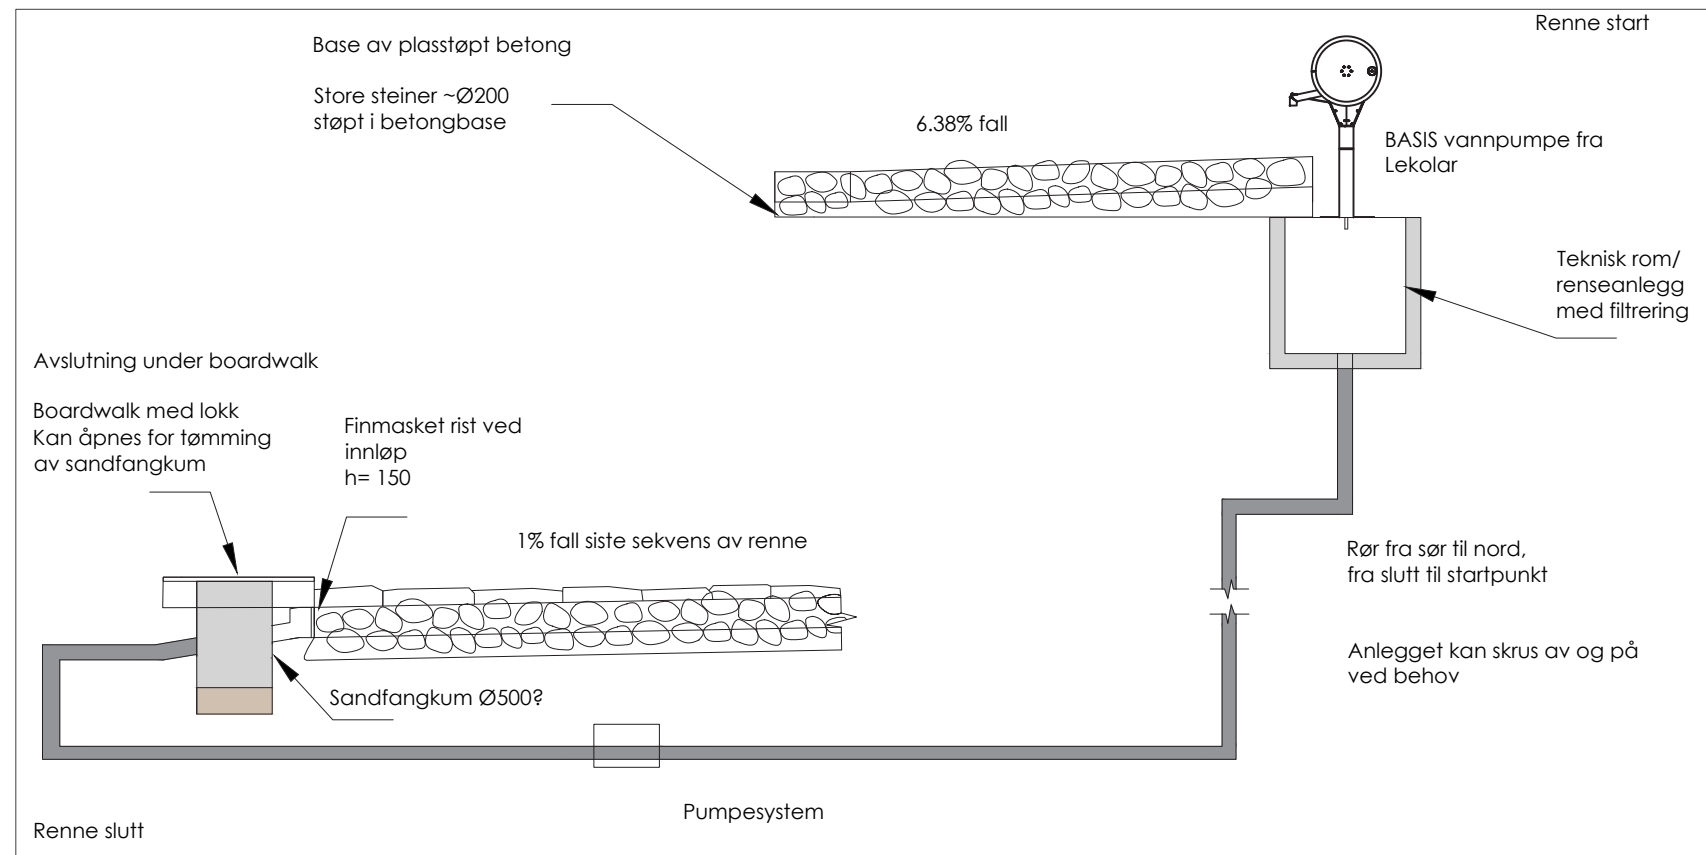 Renne start
Base av plasstøpt betong
Store steiner ~Ø200
støpt i betongbase
6.38% fall
BASIS vannpumpe fra
Lekolar
Teknisk rom/
renseanlegg
med filtrering
Avslutning under boardwalk
Boardwalk med lokk
Kan åpnes for tømming
av sandfangkum
Finmasket rist ved
innløp
h= 150
1% fall siste sekvens av renne
Rør fra sør til nord,
fra slutt til startpunkt
Anlegget kan skrus av og på
ved behov
Sandfangkum Ø500?
Pumpesystem
Renne slutt